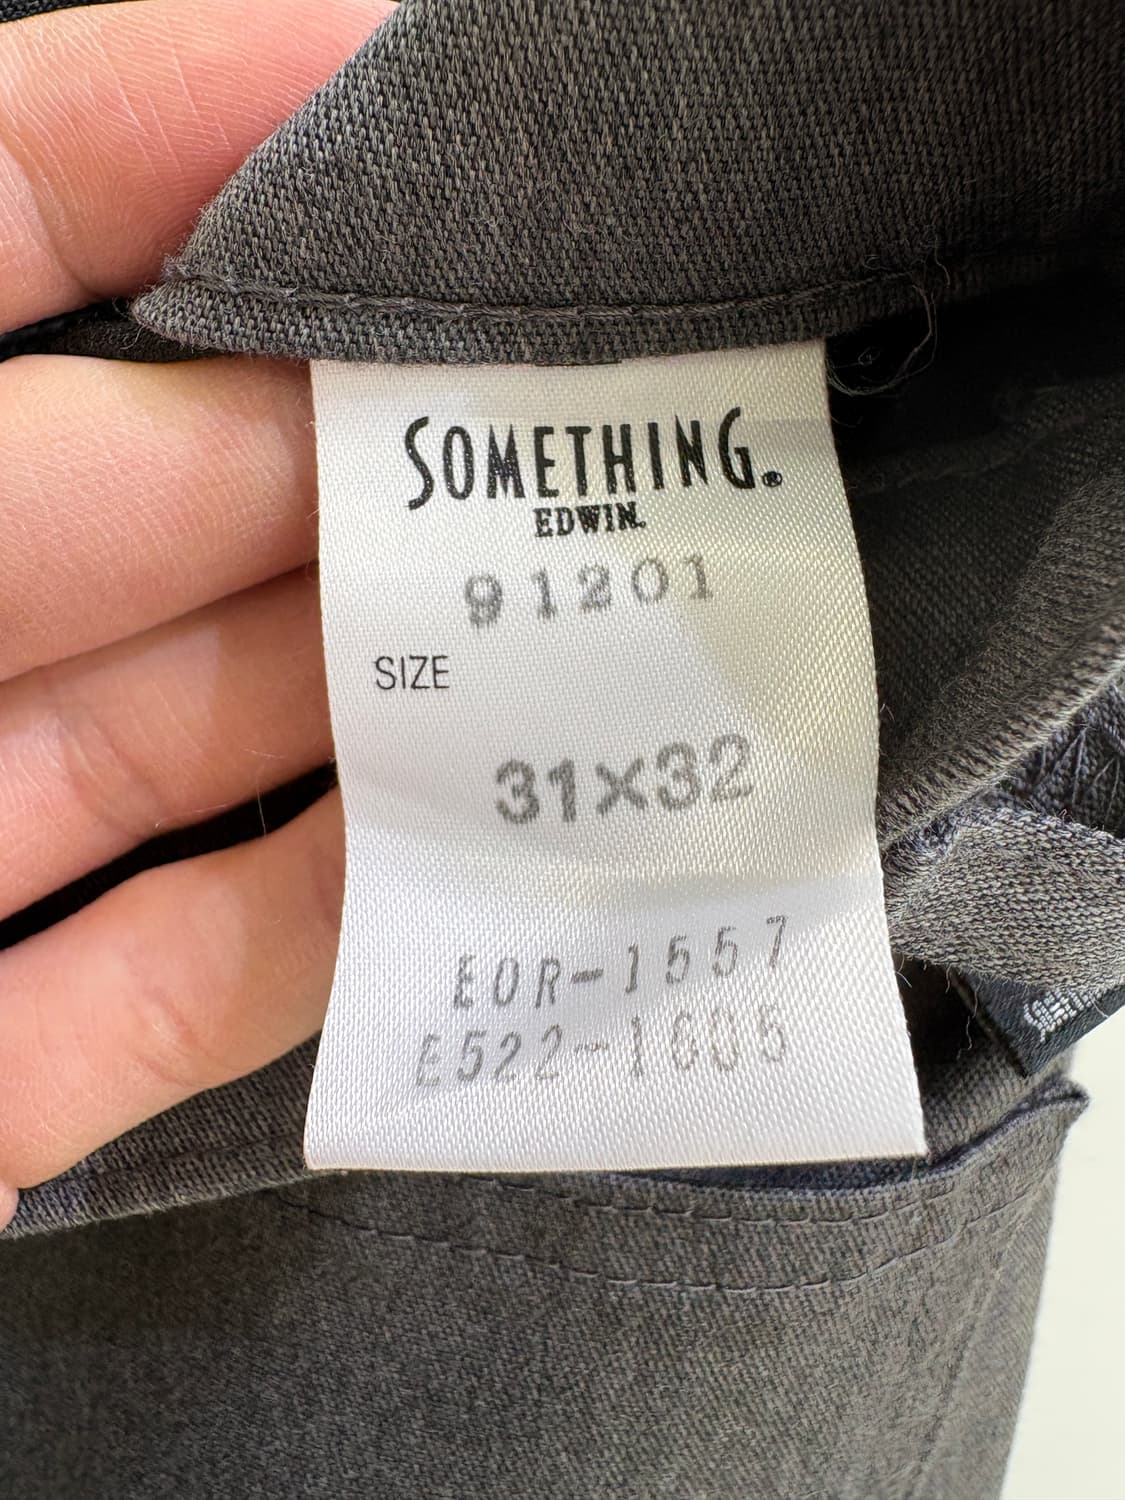 SOMETHING.®
EDWIN.
91201
SIZE
31×32
EOR-1557
E522-1605